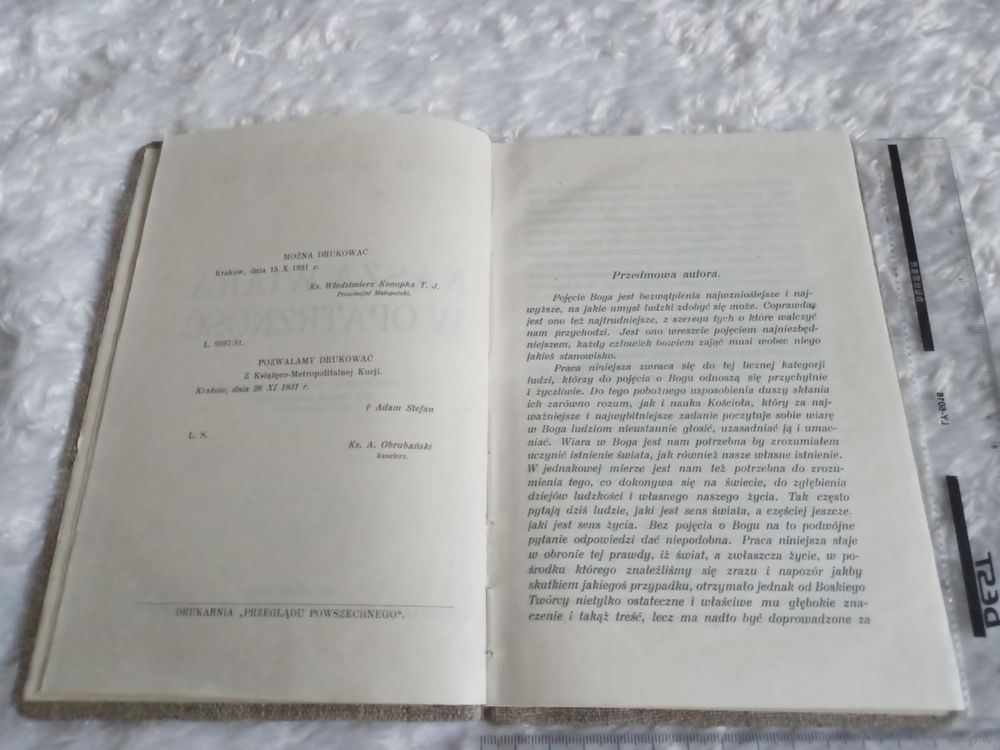 MOŻNA DRUKOWAĆ
Kraków, dnia 15 X 1931 r.
Ks. Włodzimierz Konopka T. J.
Prowincjał Małopolski.
L. 9397/31.
POZWALAMY DRUKOWAĆ
Z Książęco-Metropolitalnej Kurji.
Kraków, dnia 26 XI 1931 r.
† Adam Stefan
L. S.
Ks. A. Obrubański
kanclerz.
DRUKARNIA „PRZEGLĄDU POWSZECHNEGO“.
Przedmowa autora.
Pojęcie Boga jest bezwątpienia najwznioślejsze i naj-
wyższe, na jakie umysł ludzki zdobyć się może. Coprawda,
jest ono też najtrudniejsze, z szeregu tych o które walczyć
nam przychodzi. Jest ono wreszcie pojęciem najniezbęd-
niejszem, każdy człowiek bowiem zająć musi wobec niego
jakieś stanowisko.
Praca niniejsza zwraca się do tej licznej kategorji
ludzi, którzy do pojęcia o Bogu odnoszą się przychylnie
i życzliwie. Do tego pobożnego usposobienia duszy skłania
ich zarówno rozum, jak i nauka Kościoła, który za naj-
ważniejsze i najwybitniejsze zadanie poczytuje sobie wiarę
w Boga ludziom nieustannie głosić, uzasadniać ją i umac-
niać. Wiara w Boga jest nam potrzebna by zrozumiałem
uczynić istnienie świata, jak również nasze własne istnienie.
W jednakowej mierze jest nam też potrzebna do zrozu-
mienia tego, co dokonywa się na świecie, do zgłębienia
dziejów ludzkości i własnego naszego życia. Tak często
pytają dziś ludzie, jaki jest sens świata, a częściej jeszcze,
jaki jest sens życia. Bez pojęcia o Bogu na to podwójne
pytanie odpowiedzi dać niepodobna. Praca niniejsza staje
w obronie tej prawdy, iż świat, a zwłaszcza życie, w po-
środku którego znaleźliśmy się zrazu i napozór jakby
skutkiem jakiegoś przypadku, otrzymało jednak od Boskiego
Twórcy nietylko ostateczne i właściwe mu głębokie zna-
czenie i takąż treść, lecz ma nadto być doprowadzone za